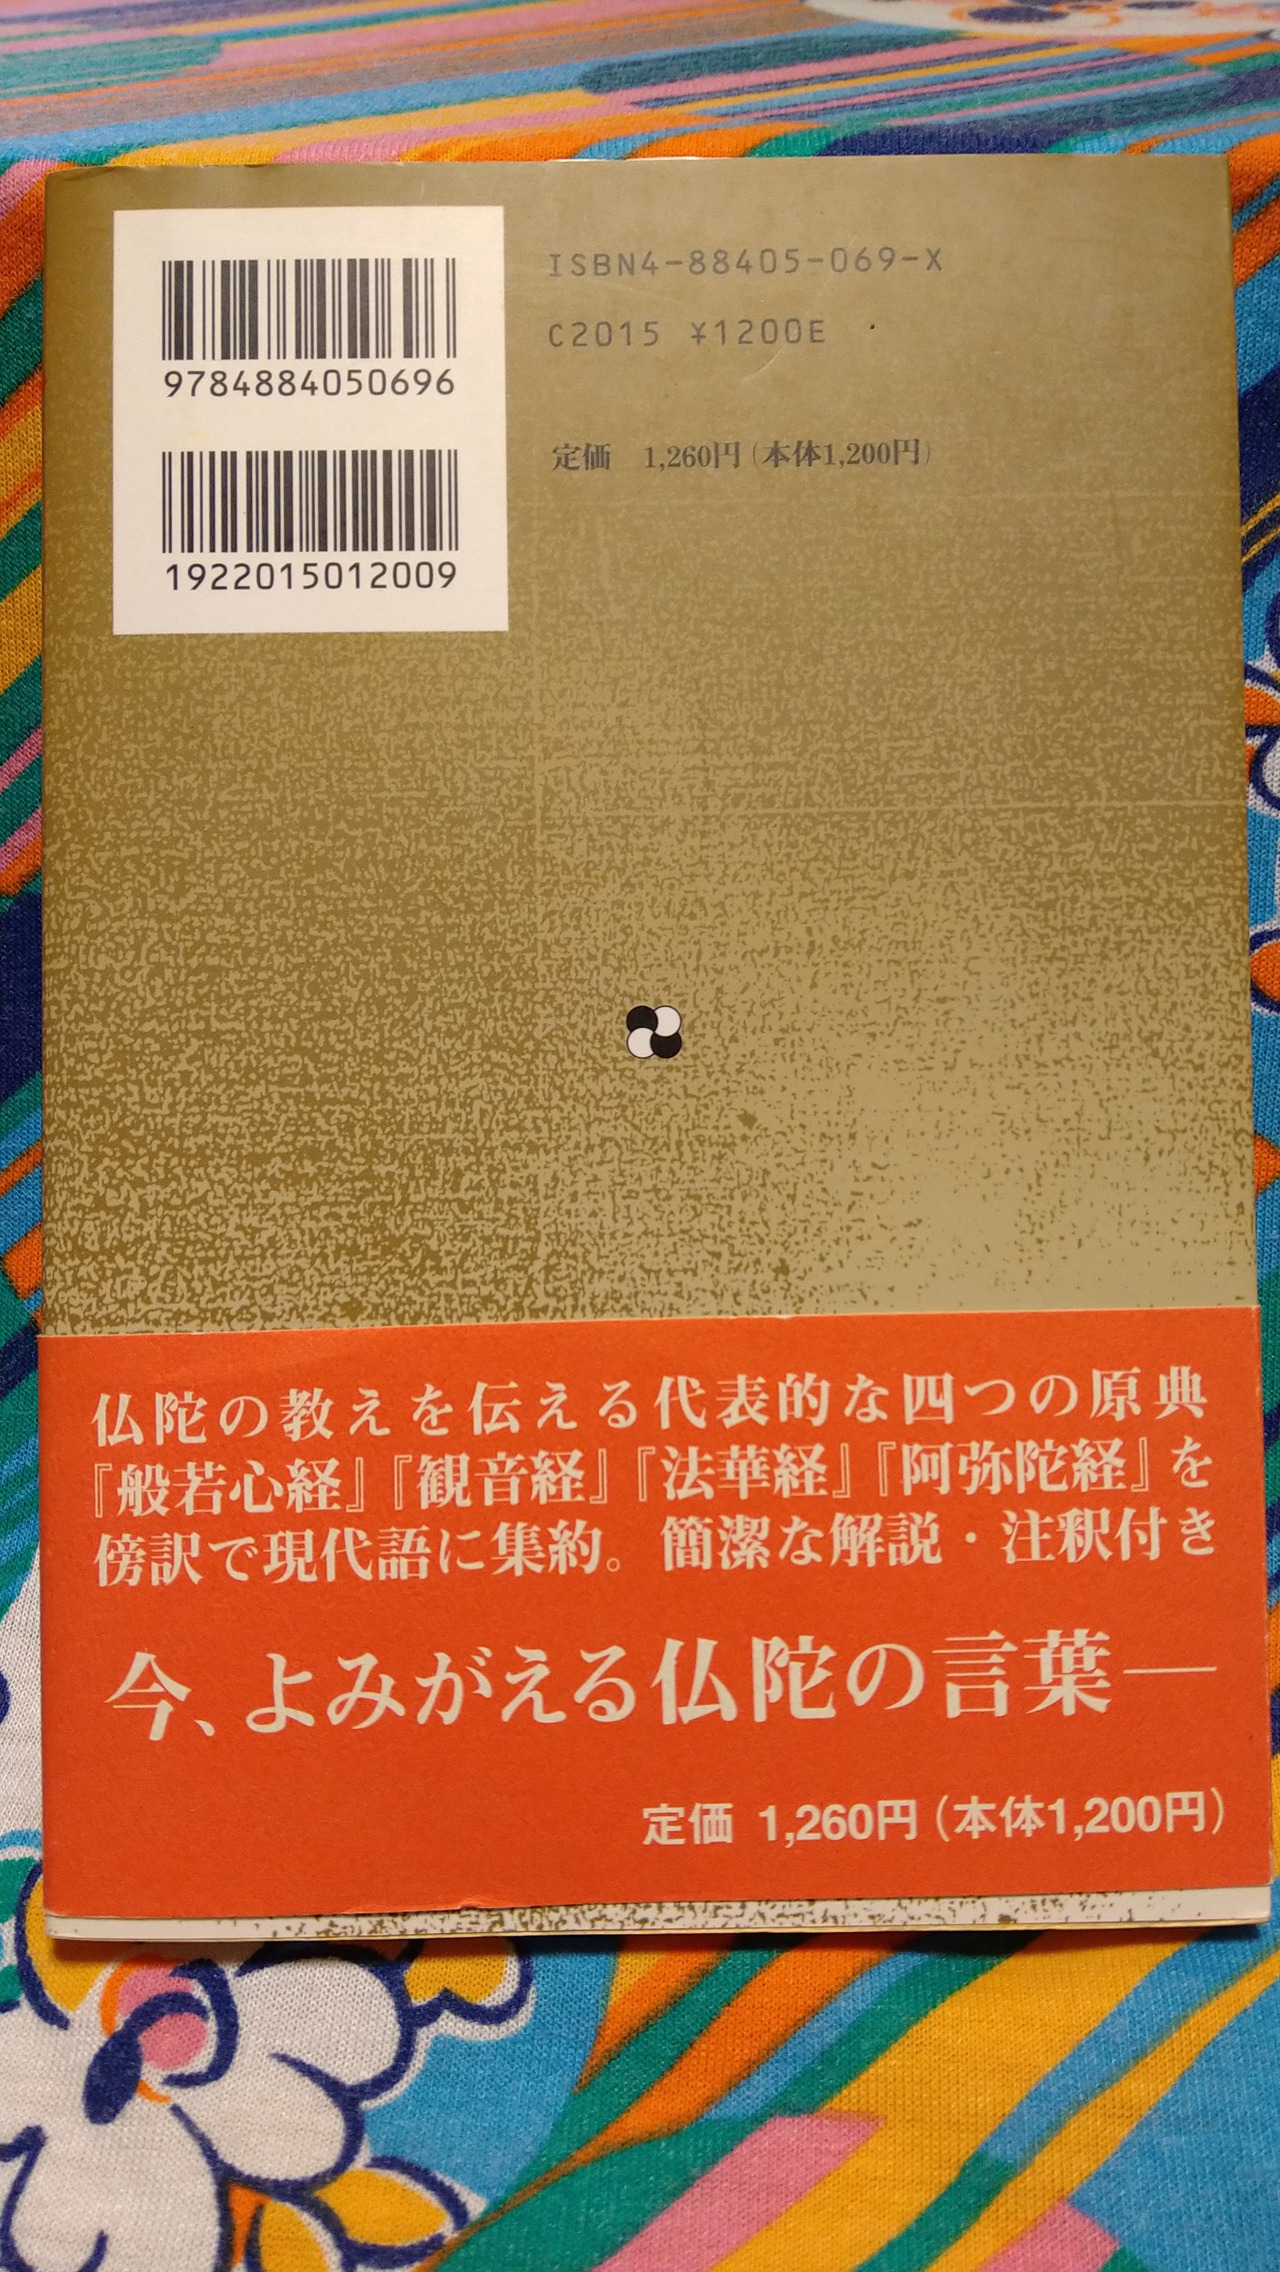 9784884050696
1922015012009
ISBN4-88405-069-X
C2015 ¥1200E
定価 1,260円(本体1,200円)
仏陀の教えを伝える代表的な四つの原典
『般若心経』『観音経』『法華経』『阿弥陀経』を
傍訳で現代語に集約。簡潔な解説・注釈付き
今、よみがえる仏陀の言葉―
定価 1,260円(本体1,200円)